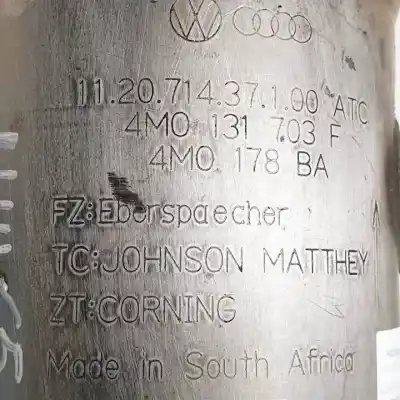 11.20.714.37.1.00 ATC
4M0 131 703 F
4M0 178 BA
FZ:Eberspaecher
TC:JOHNSON MATTHEY
ZT:CORNING
Made in South Africa